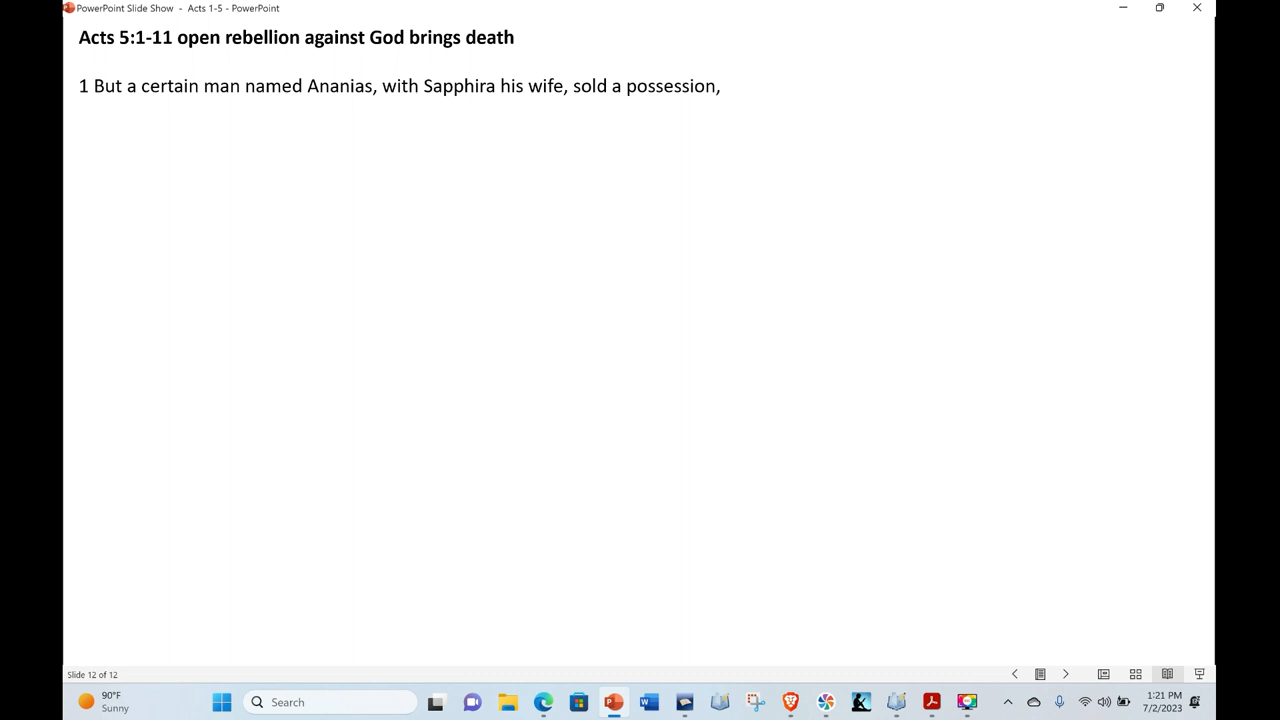 PowerPoint Slide Show - Acts 1-5 - PowerPoint
Acts 5:1-11 open rebellion against God brings death
1 But a certain man named Ananias, with Sapphira his wife, sold a possession,
Slide 12 of 12
90°F
Sunny
Search
1:21 PM
7/2/2023